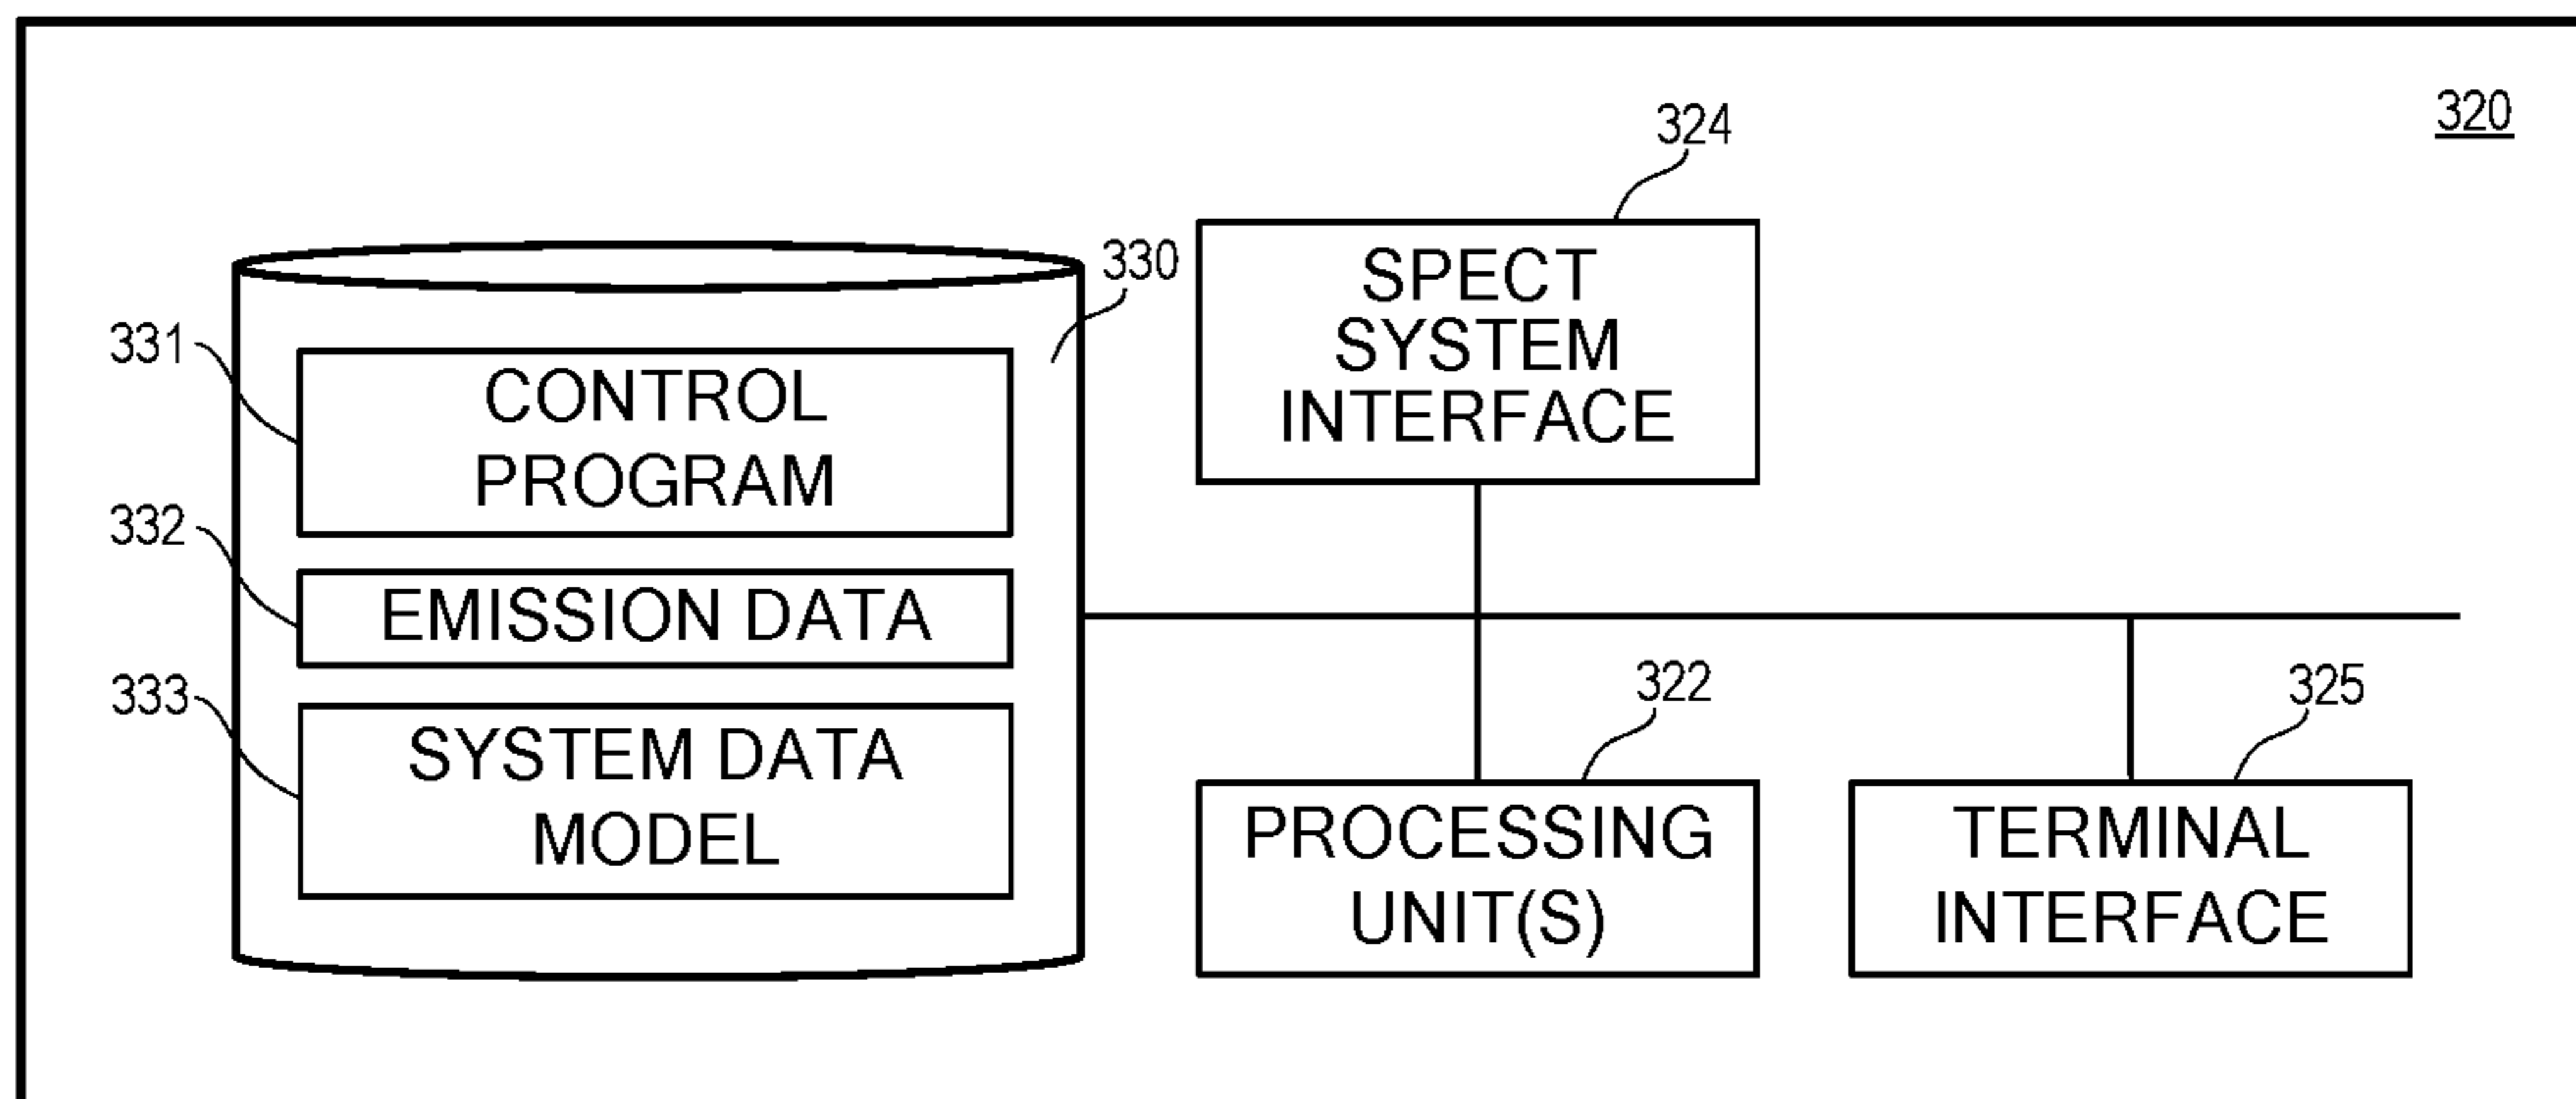 320
324
SPECT
SYSTEM
INTERFACE
330
331
CONTROL
PROGRAM
332
EMISSION DATA
333
SYSTEM DATA
MODEL
322
PROCESSING
UNIT(S)
325
TERMINAL
INTERFACE